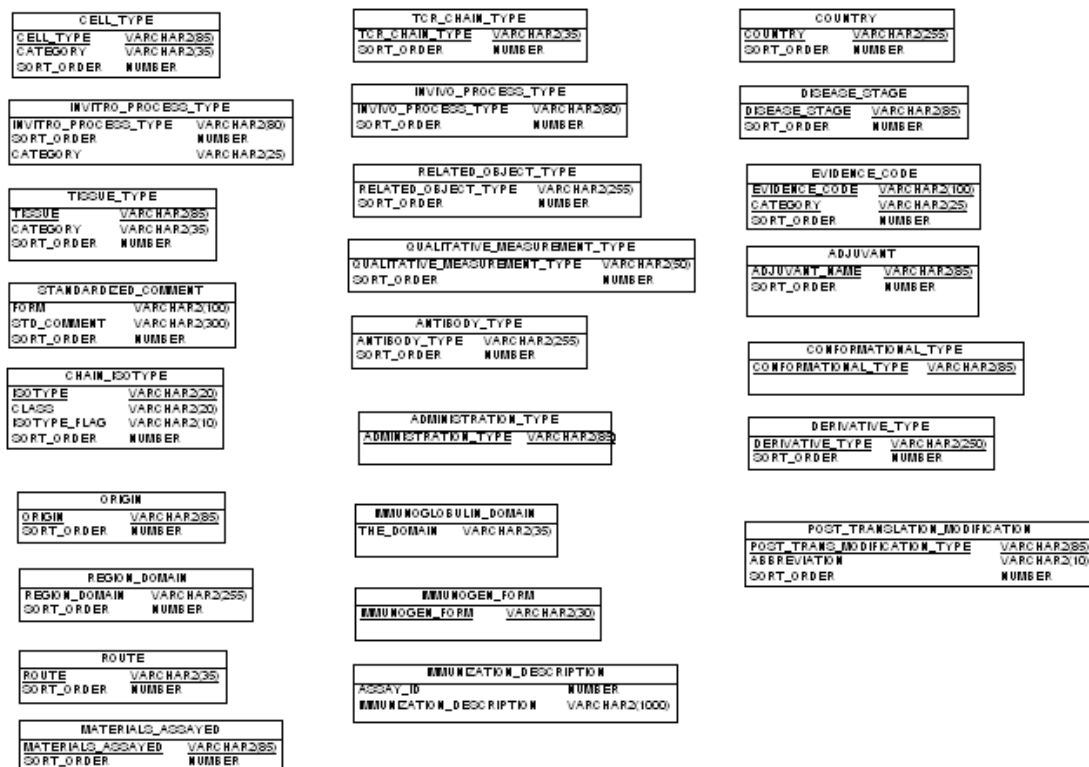 CELL_TYPE
CELL_TYPE VARCHAR2(85)
CATEGORY VARCHAR2(35)
SORT_ORDER NUMBER
INVITRO_PROCESS_TYPE
INVITRO_PROCESS_TYPE VARCHAR2(80)
SORT_ORDER NUMBER
CATEGORY VARCHAR2(25)
TISSUE_TYPE
TISSUE VARCHAR2(85)
CATEGORY VARCHAR2(35)
SORT_ORDER NUMBER
STANDARDIZED_COMMENT
FORM VARCHAR2(100)
STD_COMMENT VARCHAR2(300)
SORT_ORDER NUMBER
CHAIN_ISOTYPE
ISOTYPE VARCHAR2(20)
CLASS VARCHAR2(20)
ISOTYPE_FLAG VARCHAR2(10)
SORT_ORDER NUMBER
ORIGIN
ORIGIN VARCHAR2(85)
SORT_ORDER NUMBER
REGION_DOMAIN
REGION_DOMAIN VARCHAR2(255)
SORT_ORDER NUMBER
ROUTE
ROUTE VARCHAR2(35)
SORT_ORDER NUMBER
MATERIALS_ASSAYED
MATERIALS_ASSAYED VARCHAR2(85)
SORT_ORDER NUMBER
TCR_CHAIN_TYPE
TCR_CHAIN_TYPE VARCHAR2(35)
SORT_ORDER NUMBER
INVIVO_PROCESS_TYPE
INVIVO_PROCESS_TYPE VARCHAR2(80)
SORT_ORDER NUMBER
RELATED_OBJECT_TYPE
RELATED_OBJECT_TYPE VARCHAR2(255)
SORT_ORDER NUMBER
QUALITATIVE_MEASUREMENT_TYPE
QUALITATIVE_MEASUREMENT_TYPE VARCHAR2(50)
SORT_ORDER NUMBER
ANTIBODY_TYPE
ANTIBODY_TYPE VARCHAR2(255)
SORT_ORDER NUMBER
ADMINISTRATION_TYPE
ADMINISTRATION_TYPE VARCHAR2(85)
IMMUNOGLOBULIN_DOMAIN
THE_DOMAIN VARCHAR2(35)
IMMUNOGEN_FORM
IMMUNOGEN_FORM VARCHAR2(30)
IMMUNIZATION_DESCRIPTION
ASSAY_ID NUMBER
IMMUNIZATION_DESCRIPTION VARCHAR2(1000)
COUNTRY
COUNTRY VARCHAR2(255)
SORT_ORDER NUMBER
DISEASE_STAGE
DISEASE_STAGE VARCHAR2(85)
SORT_ORDER NUMBER
EVIDENCE_CODE
EVIDENCE_CODE VARCHAR2(100)
CATEGORY VARCHAR2(25)
SORT_ORDER NUMBER
ADJUVANT
ADJUVANT_NAME VARCHAR2(85)
SORT_ORDER NUMBER
CONFORMATIONAL_TYPE
CONFORMATIONAL_TYPE VARCHAR2(85)
DERIVATIVE_TYPE
DERIVATIVE_TYPE VARCHAR2(250)
SORT_ORDER NUMBER
POST_TRANSLATION_MODIFICATION
POST_TRANS_MODIFICATION_TYPE VARCHAR2(85)
ABBREVIATION VARCHAR2(10)
SORT_ORDER NUMBER